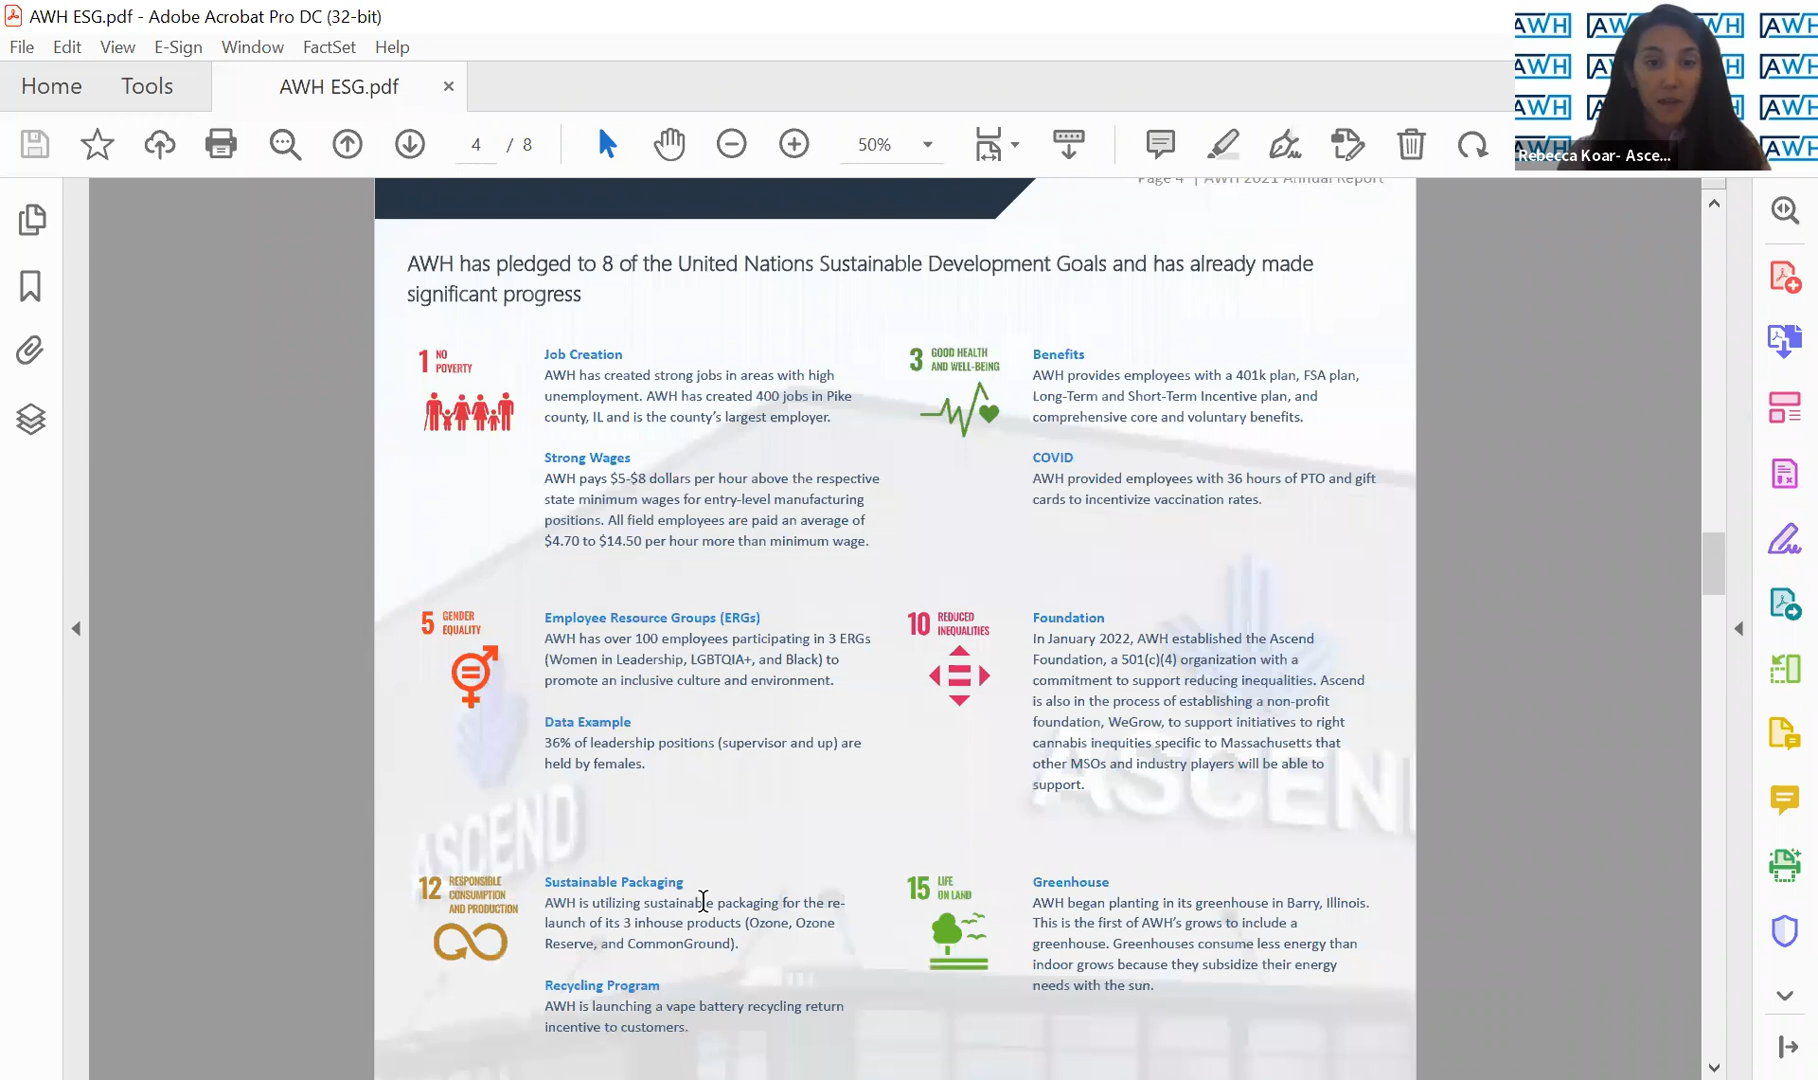 AWH ESG.pdf - Adobe Acrobat Pro DC (32-bit)
File Edit View E-Sign Window FactSet Help
Home Tools AWH ESG.pdf ×
4 / 8 50%
AWH AWH AWH
AWH AWH
AWH AWH
AWH
Rebecca Koar- Asce...
Page 4 | AWH 2021 Annual Report
AWH has pledged to 8 of the United Nations Sustainable Development Goals and has already made
significant progress
1 NO
POVERTY
Job Creation
AWH has created strong jobs in areas with high
unemployment. AWH has created 400 jobs in Pike
county, IL and is the county's largest employer.
Strong Wages
AWH pays $5-$8 dollars per hour above the respective
state minimum wages for entry-level manufacturing
positions. All field employees are paid an average of
$4.70 to $14.50 per hour more than minimum wage.
3 GOOD HEALTH
AND WELL-BEING
Benefits
AWH provides employees with a 401k plan, FSA plan,
Long-Term and Short-Term Incentive plan, and
comprehensive core and voluntary benefits.
COVID
AWH provided employees with 36 hours of PTO and gift
cards to incentivize vaccination rates.
5 GENDER
EQUALITY
Employee Resource Groups (ERGs)
AWH has over 100 employees participating in 3 ERGs
(Women in Leadership, LGBTQIA+, and Black) to
promote an inclusive culture and environment.
Data Example
36% of leadership positions (supervisor and up) are
held by females.
10 REDUCED
INEQUALITIES
Foundation
In January 2022, AWH established the Ascend
Foundation, a 501(c)(4) organization with a
commitment to support reducing inequalities. Ascend
is also in the process of establishing a non-profit
foundation, WeGrow, to support initiatives to right
cannabis inequities specific to Massachusetts that
other MSOs and industry players will be able to
support.
ASCEND
ASCEND
12 RESPONSIBLE
CONSUMPTION
AND PRODUCTION
Sustainable Packaging
AWH is utilizing sustainable packaging for the re-
launch of its 3 inhouse products (Ozone, Ozone
Reserve, and CommonGround).
Recycling Program
AWH is launching a vape battery recycling return
incentive to customers.
15 LIFE
ON LAND
Greenhouse
AWH began planting in its greenhouse in Barry, Illinois.
This is the first of AWH's grows to include a
greenhouse. Greenhouses consume less energy than
indoor grows because they subsidize their energy
needs with the sun.